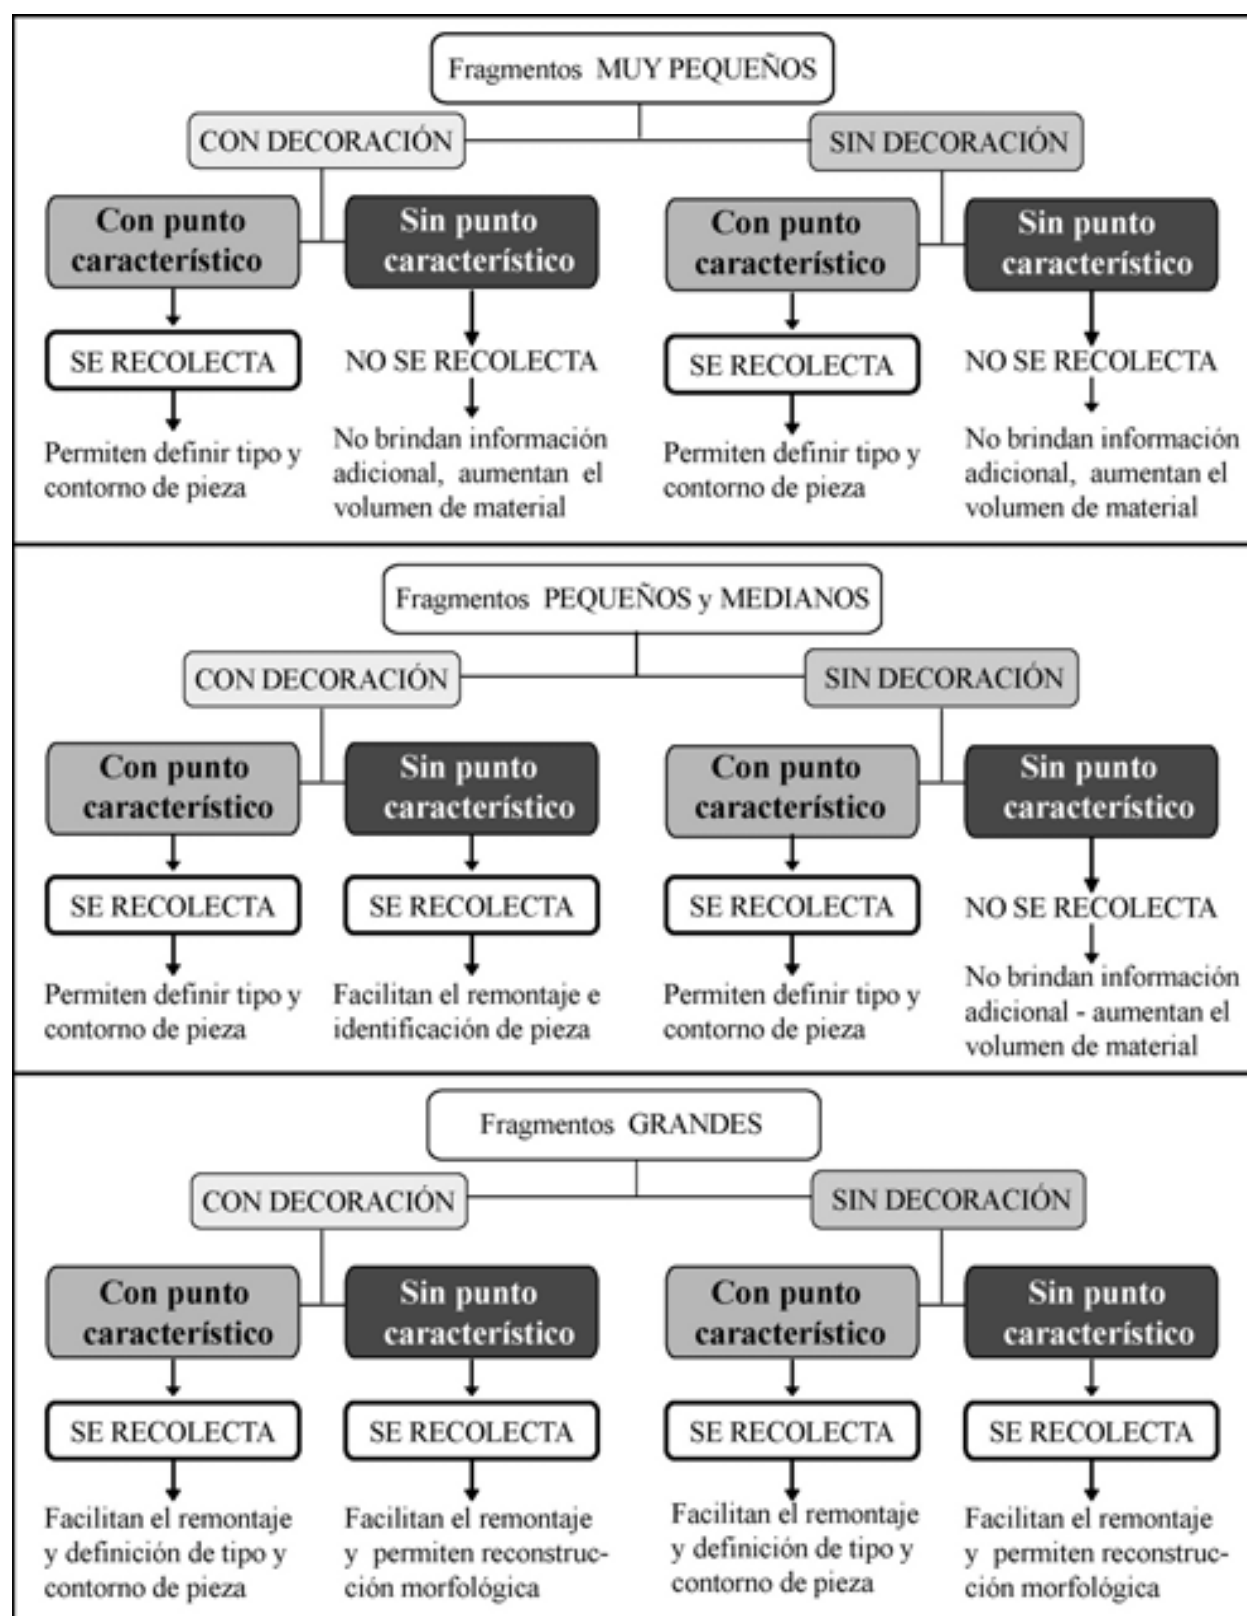 Fragmentos MUY PEQUEÑOS
CON DECORACIÓN
SIN DECORACIÓN
Con punto
característico
Sin punto
característico
Con punto
característico
Sin punto
característico
SE RECOLECTA
NO SE RECOLECTA
SE RECOLECTA
NO SE RECOLECTA
Permiten definir tipo y
contorno de pieza
No brindan información
adicional, aumentan el
volumen de material
Permiten definir tipo y
contorno de pieza
No brindan información
adicional, aumentan el
volumen de material
Fragmentos PEQUEÑOS y MEDIANOS
CON DECORACIÓN
SIN DECORACIÓN
Con punto
característico
Sin punto
característico
Con punto
característico
Sin punto
característico
SE RECOLECTA
SE RECOLECTA
SE RECOLECTA
NO SE RECOLECTA
Permiten definir tipo y
contorno de pieza
Facilitan el remontaje e
identificación de pieza
Permiten definir tipo y
contorno de pieza
No brindan información
adicional - aumentan el
volumen de material
Fragmentos GRANDES
CON DECORACIÓN
SIN DECORACIÓN
Con punto
característico
Sin punto
característico
Con punto
característico
Sin punto
característico
SE RECOLECTA
SE RECOLECTA
SE RECOLECTA
SE RECOLECTA
Facilitan el remontaje
y definición de tipo y
contorno de pieza
Facilitan el remontaje
y permiten reconstruc-
ción morfológica
Facilitan el remontaje
y definición de tipo y
contorno de pieza
Facilitan el remontaje
y permiten reconstruc-
ción morfológica